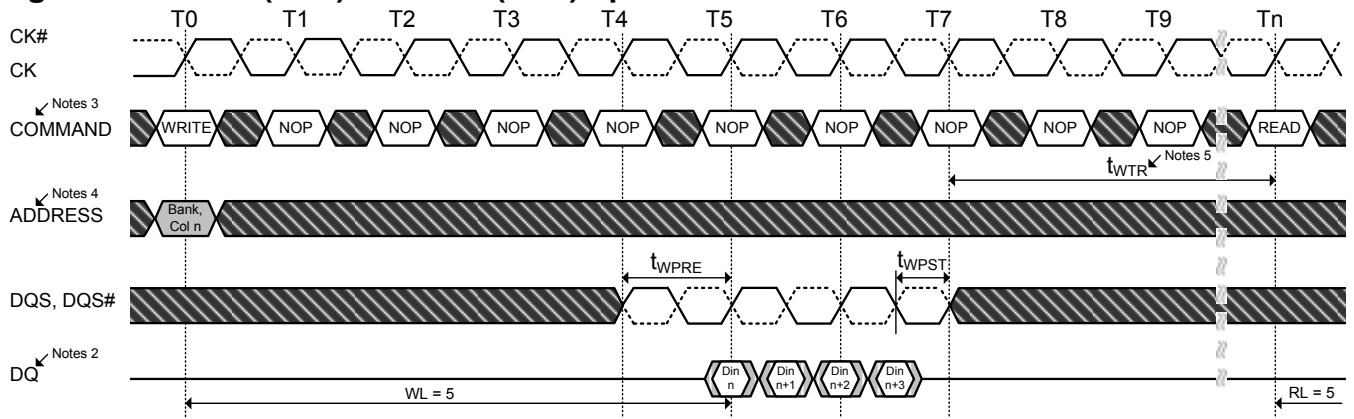 T0 T1 T2 T3 T4 T5 T6 T7 T8 T9 Tn
CK#
CK
Notes 3
COMMAND
WRITE NOP NOP NOP NOP NOP NOP NOP NOP NOP READ
tWTR Notes 5
Notes 4
ADDRESS
Bank,
Col n
tWPRE tWPST
DQS, DQS#
Notes 2
DQ
Din
n
Din
n+1
Din
n+2
Din
n+3
WL = 5
RL = 5